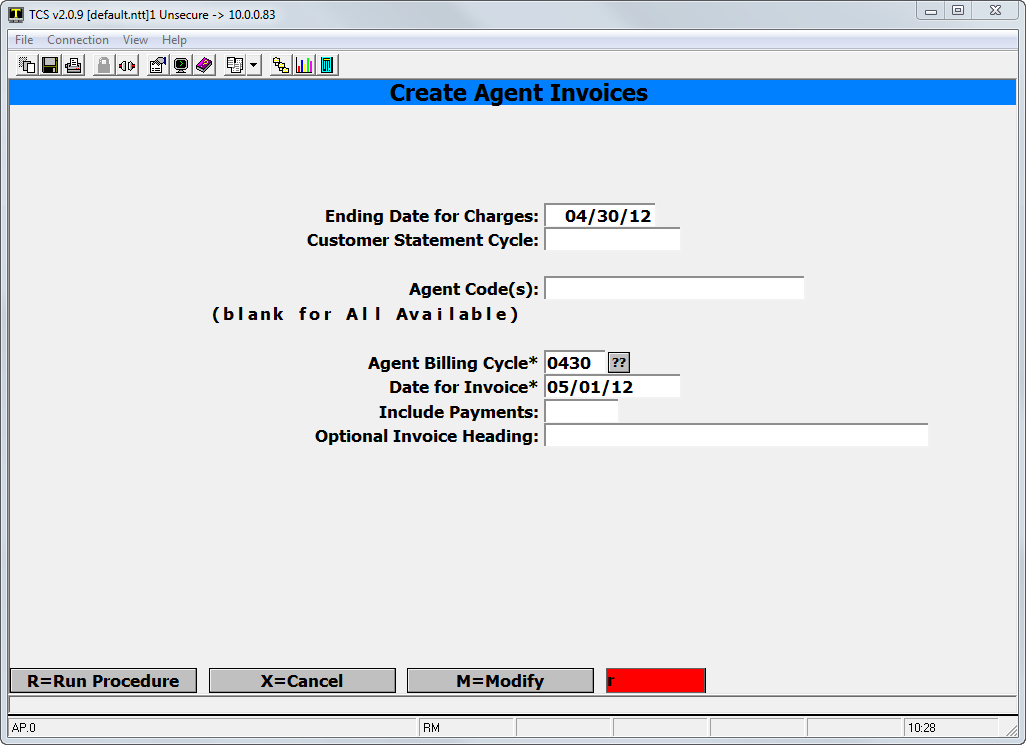 TCS v2.0.9 [default.ntt]1 Unsecure -> 10.0.0.83
File Connection View Help
Create Agent Invoices
Ending Date for Charges: 04/30/12
Customer Statement Cycle:
Agent Code(s):
(blank for All Available)
Agent Billing Cycle* 0430 ??
Date for Invoice* 05/01/12
Include Payments:
Optional Invoice Heading:
R=Run Procedure X=Cancel M=Modify r
AP.0 RM 10:28